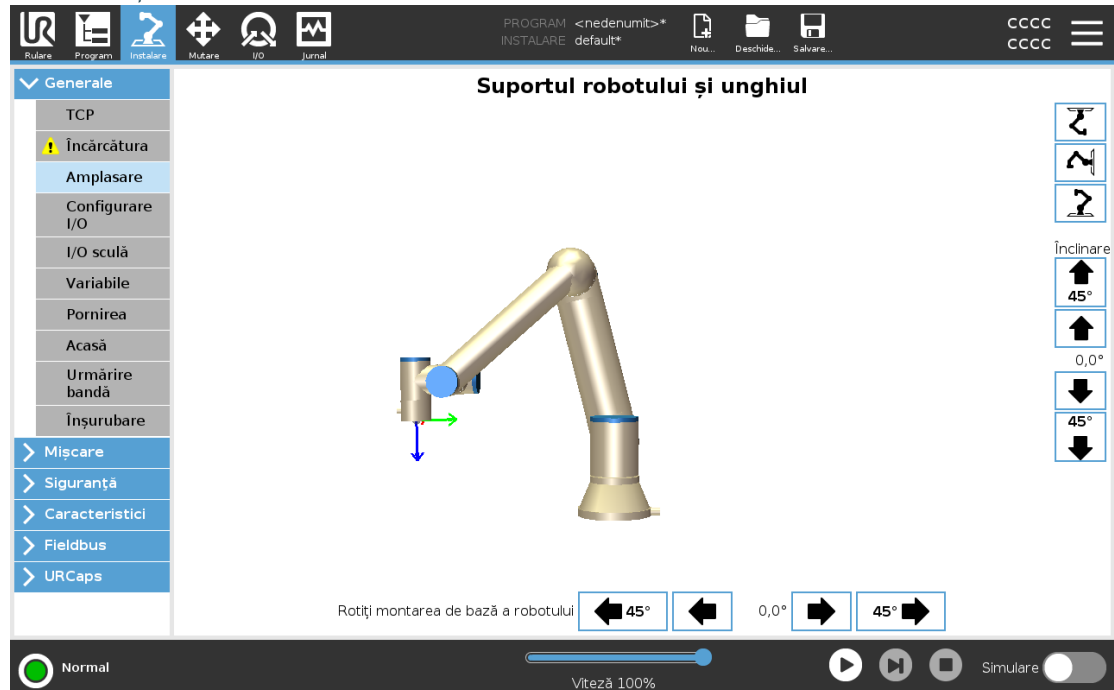 PROGRAM <nedenumit>*
INSTALARE default*
CCCC
CCCC
Rulare
Program
Instalare
Mutare
I/O
Jurnal
Nou...
Deschide...
Salvare...
Generale
TCP
Încărcătura
Amplasare
Configurare
I/O
I/O sculă
Variabile
Pornirea
Acasă
Urmărire
bandă
Înșurubare
Mișcare
Siguranță
Caracteristici
Fieldbus
URCaps
Suportul robotului și unghiul
Înclinare
45°
0,0°
45°
Rotiți montarea de bază a robotului 45° 0,0° 45°
Normal
Viteză 100%
Simulare